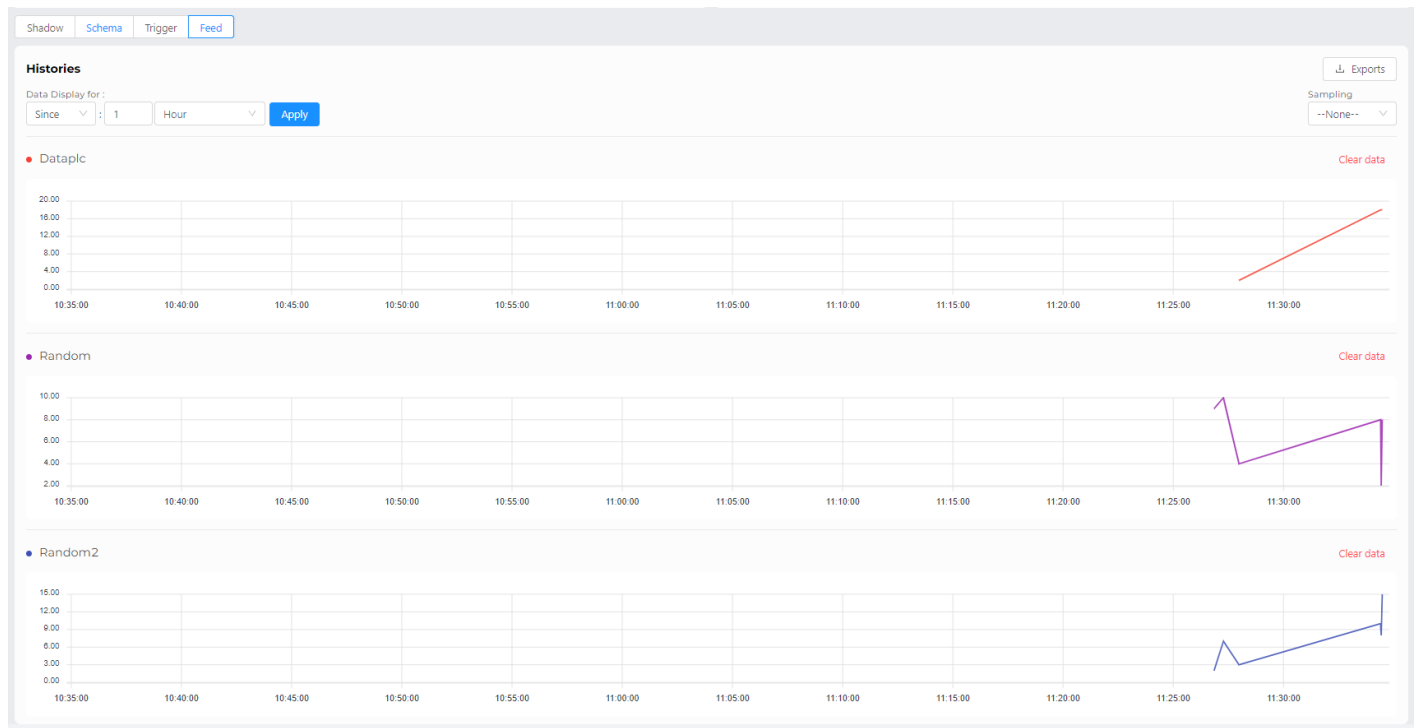 Shadow Schema Trigger Feed
Histories
Exports
Data Display for :
Sampling
Since : 1 Hour Apply
--None--
Dataplc
Clear data
20.00
16.00
12.00
8.00
4.00
0.00
10:35:00 10:40:00 10:45:00 10:50:00 10:55:00 11:00:00 11:05:00 11:10:00 11:15:00 11:20:00 11:25:00 11:30:00
Random
Clear data
10.00
8.00
6.00
4.00
2.00
10:35:00 10:40:00 10:45:00 10:50:00 10:55:00 11:00:00 11:05:00 11:10:00 11:15:00 11:20:00 11:25:00 11:30:00
Random2
Clear data
15.00
12.00
9.00
6.00
3.00
0.00
10:35:00 10:40:00 10:45:00 10:50:00 10:55:00 11:00:00 11:05:00 11:10:00 11:15:00 11:20:00 11:25:00 11:30:00